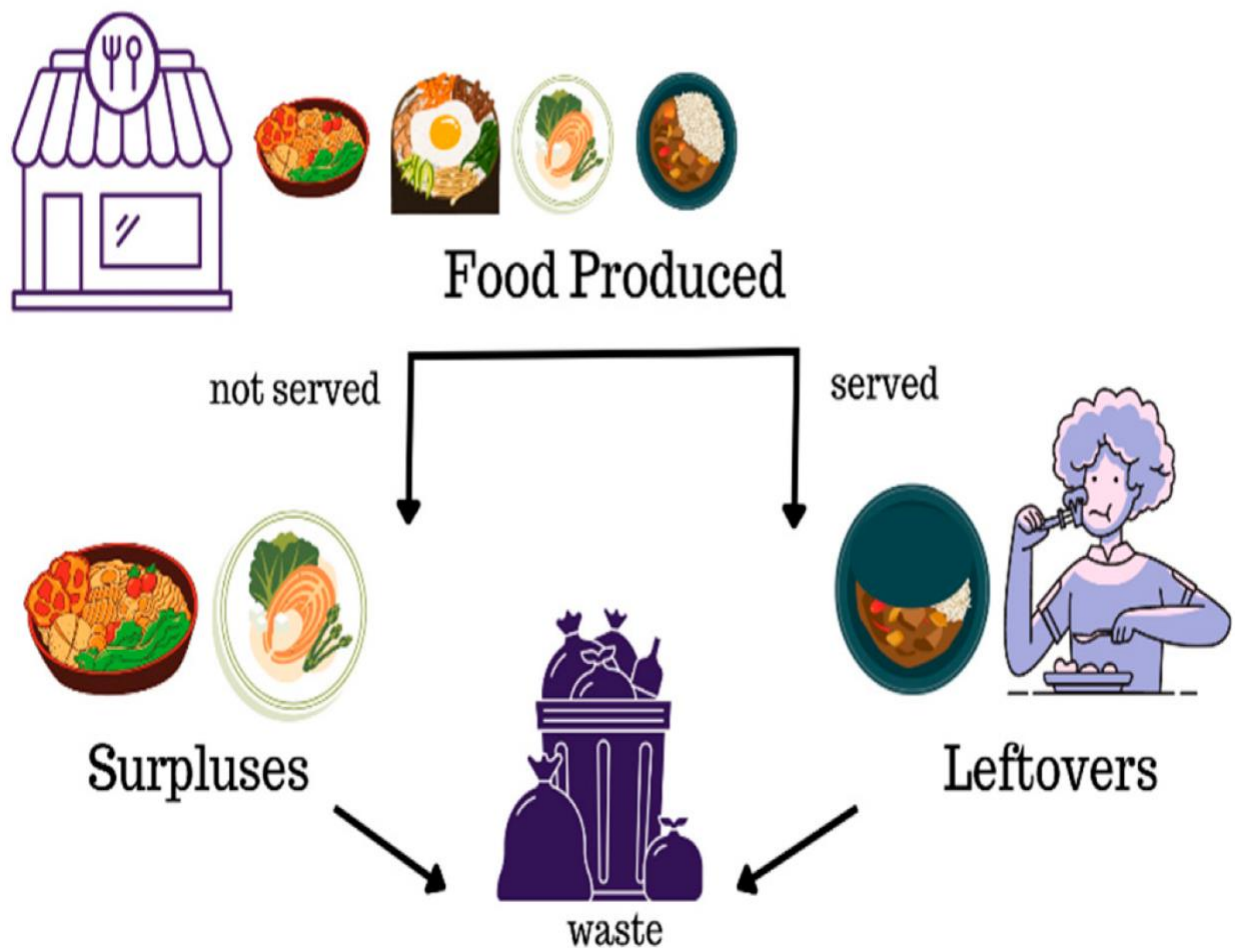 Food Produced
not served
served
Surpluses
Leftovers
waste